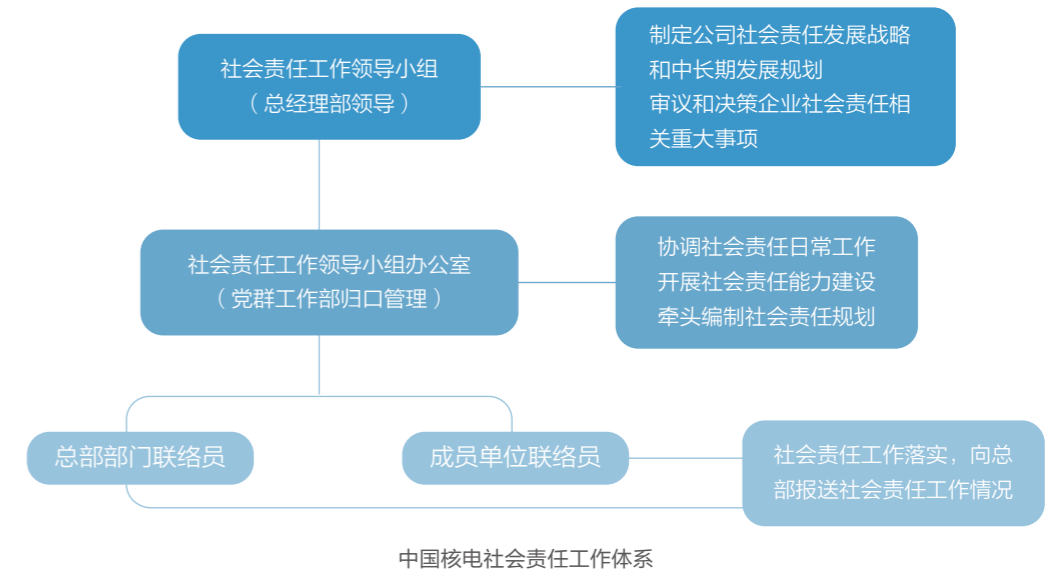 社会责任工作领导小组
（总经理部领导）
制定公司社会责任发展战略
和中长期发展规划
审议和决策企业社会责任相
关重大事项
社会责任工作领导小组办公室
（党群工作部归口管理）
协调社会责任日常工作
开展社会责任能力建设
牵头编制社会责任规划
总部部门联络员
成员单位联络员
社会责任工作落实，向总
部报送社会责任工作情况
中国核电社会责任工作体系